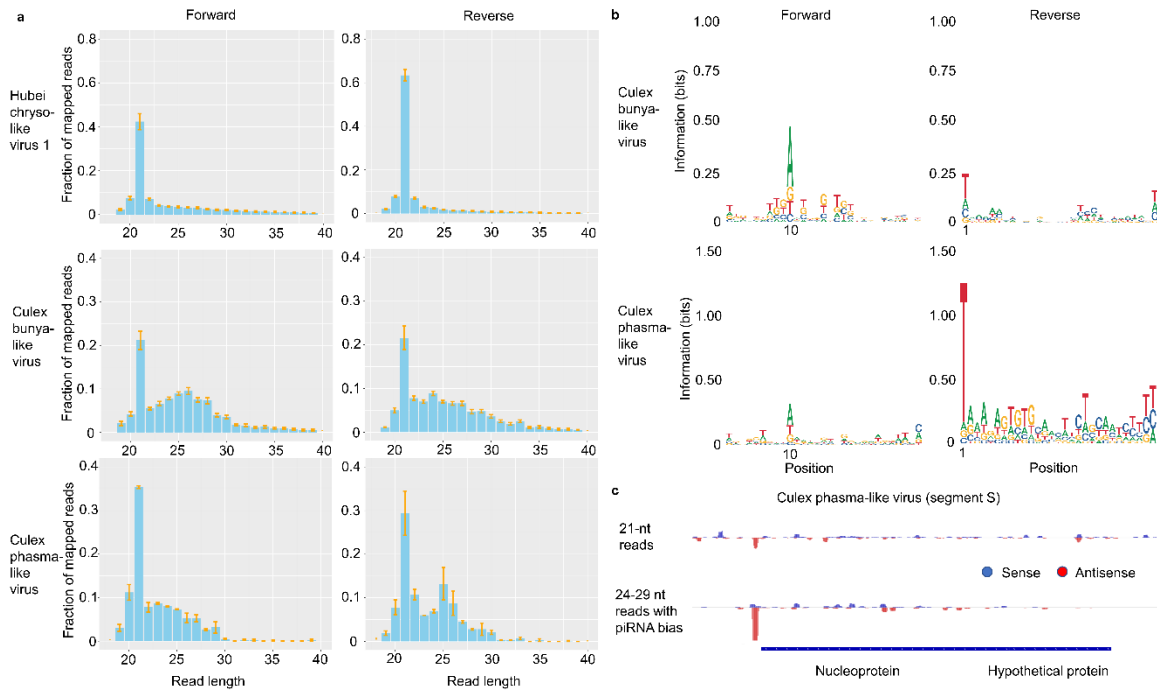 a
Forward
Reverse
Hubei
chryso-
like
virus 1
Fraction of mapped reads
0.8
0.6
0.4
0.2
0
20
25
30
35
40
0.8
0.6
0.4
0.2
0
20
25
30
35
40
Culex
bunya-
like
virus
Fraction of mapped reads
0.4
0.3
0.2
0.1
0
20
25
30
35
40
0.4
0.3
0.2
0.1
0
20
25
30
35
40
Culex
phasma-
like
virus
Fraction of mapped reads
0.4
0.3
0.2
0.1
0
20
25
30
35
40
Read length
0.4
0.3
0.2
0.1
0
20
25
30
35
40
Read length
b
Forward
Reverse
Culex
bunya-
like
virus
Information (bits)
1.00
0.75
0.50
0.25
0
10
1.00
0.75
0.50
0.25
0
1
Culex
phasma-
like
virus
Information (bits)
1.50
1.00
0.50
0
10
Position
1.50
1.00
0.50
0
1
Position
c
Culex phasma-like virus (segment S)
21-nt
reads
Sense
Antisense
24-29 nt
reads with
piRNA bias
Nucleoprotein
Hypothetical protein